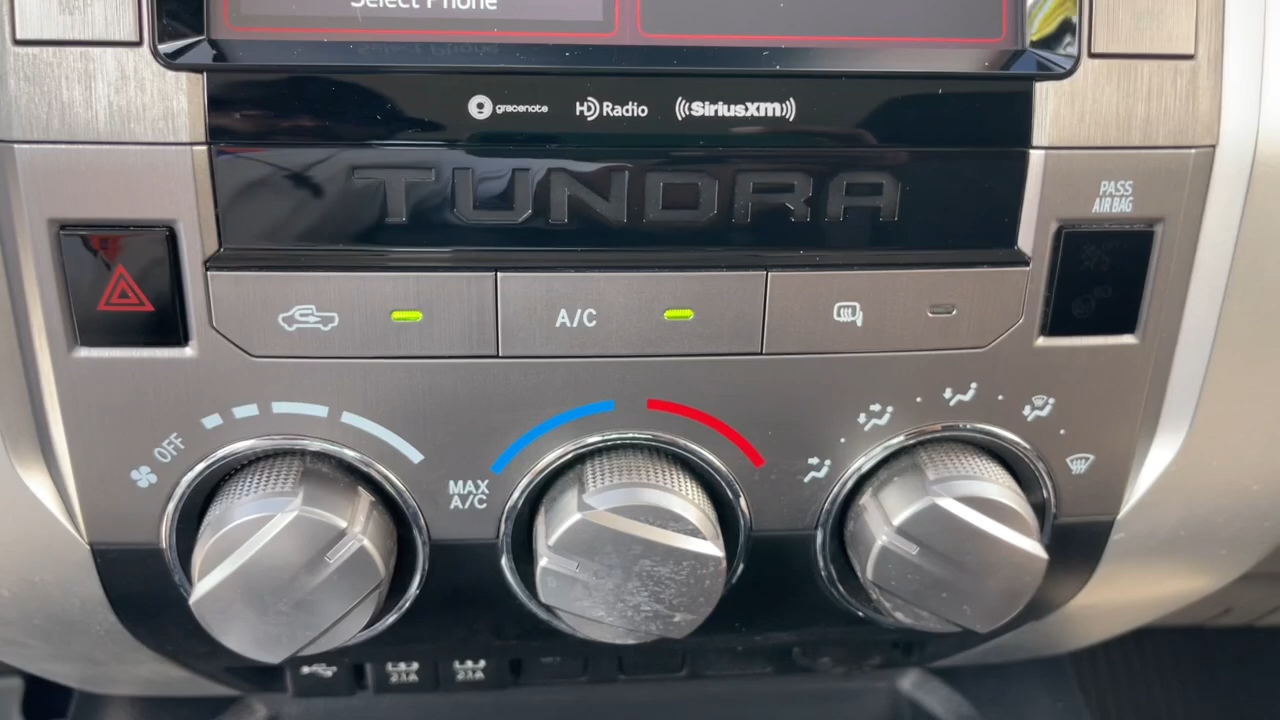 Select Phone
gracenote HD Radio ((SiriusXM))
TUNDRA
PASS
AIR BAG
A/C
OFF
MAX
A/C
2.1A 2.1A